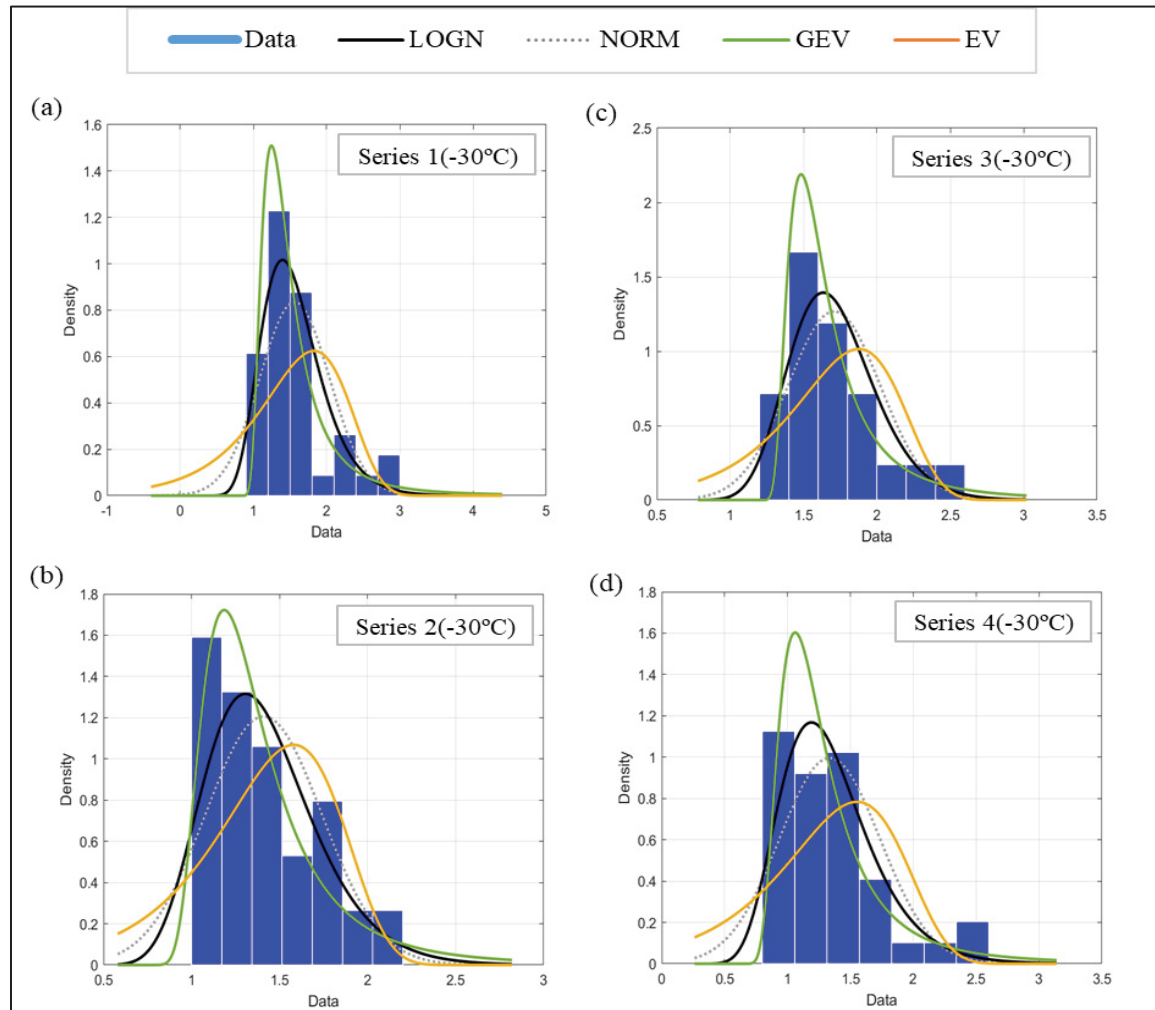 Data LOGN NORM GEV EV
(a)
Series 1(-30ºC)
1.6
1.4
1.2
1
0.8
0.6
0.4
0.2
0
Density
-1 0 1 2 3 4 5
Data
(c)
Series 3(-30ºC)
2.5
2
1.5
1
0.5
0
Density
0.5 1 1.5 2 2.5 3 3.5
Data
(b)
Series 2(-30ºC)
1.8
1.6
1.4
1.2
1
0.8
0.6
0.4
0.2
0
Density
0.5 1 1.5 2 2.5 3
Data
(d)
Series 4(-30ºC)
1.8
1.6
1.4
1.2
1
0.8
0.6
0.4
0.2
0
Density
0 0.5 1 1.5 2 2.5 3 3.5
Data